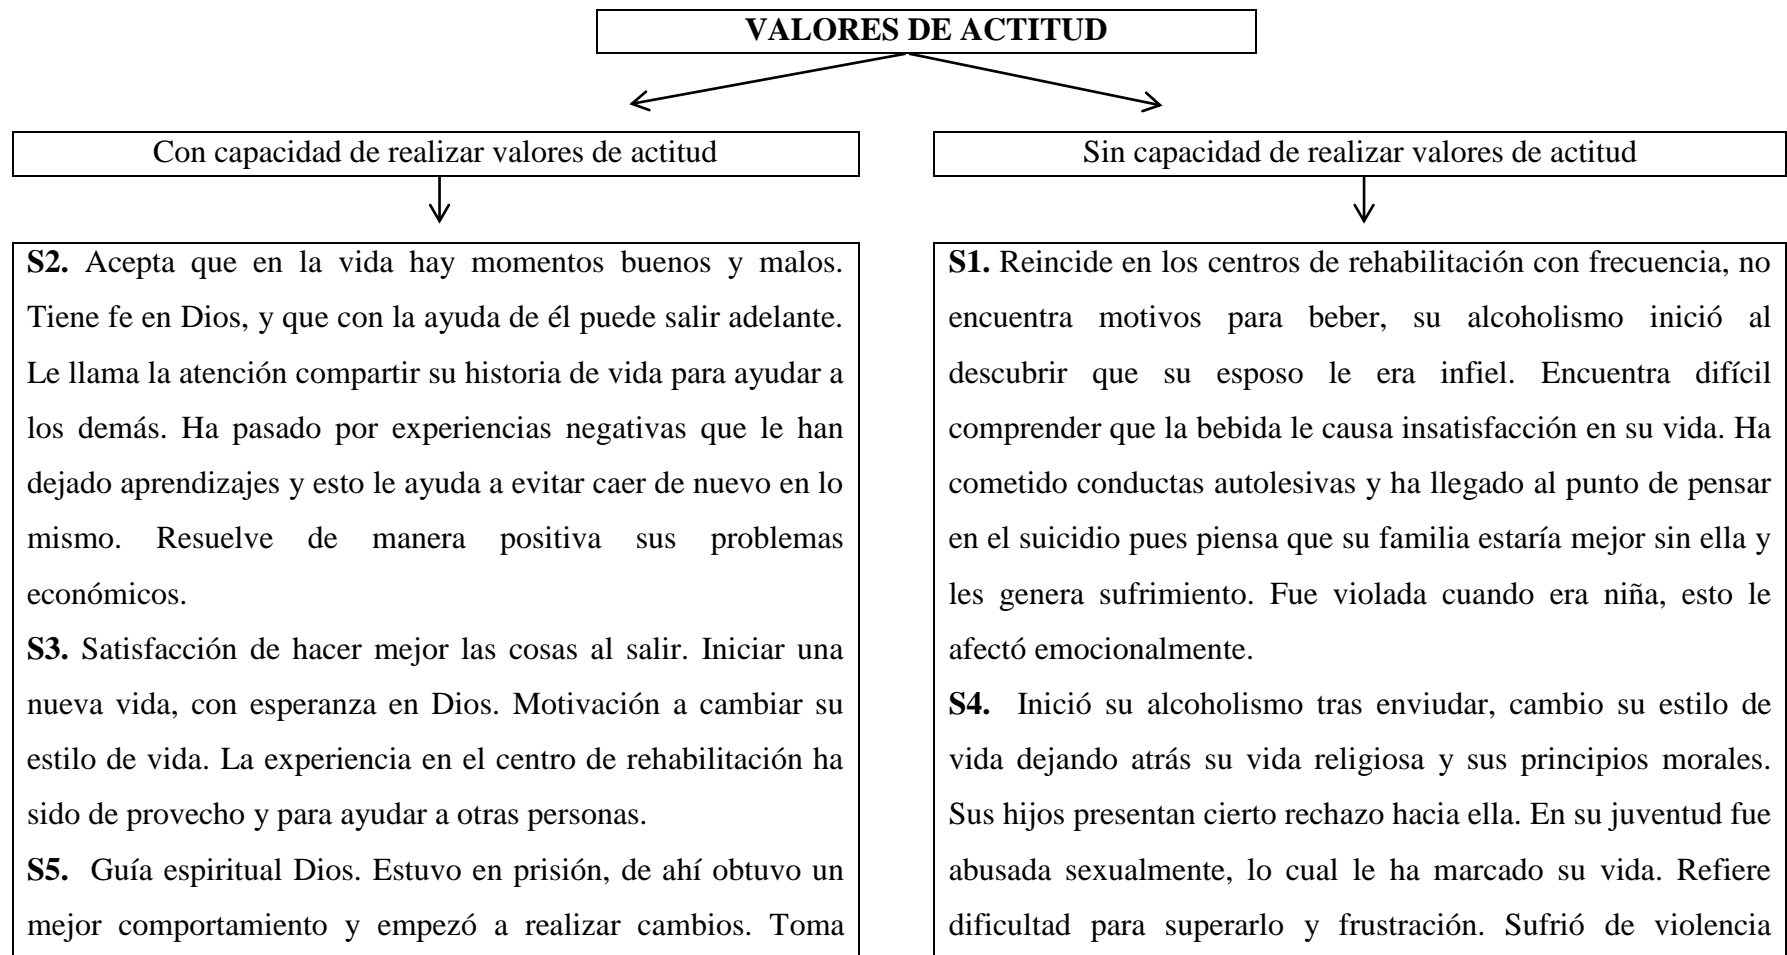 VALORES DE ACTITUD
Con capacidad de realizar valores de actitud
S2. Acepta que en la vida hay momentos buenos y malos.
Tiene fe en Dios, y que con la ayuda de él puede salir adelante.
Le llama la atención compartir su historia de vida para ayudar a
los demás. Ha pasado por experiencias negativas que le han
dejado aprendizajes y esto le ayuda a evitar caer de nuevo en lo
mismo. Resuelve de manera positiva sus problemas
económicos.
S3. Satisfacción de hacer mejor las cosas al salir. Iniciar una
nueva vida, con esperanza en Dios. Motivación a cambiar su
estilo de vida. La experiencia en el centro de rehabilitación ha
sido de provecho y para ayudar a otras personas.
S5. Guía espiritual Dios. Estuvo en prisión, de ahí obtuvo un
mejor comportamiento y empezó a realizar cambios. Toma
Sin capacidad de realizar valores de actitud
S1. Reincide en los centros de rehabilitación con frecuencia, no
encuentra motivos para beber, su alcoholismo inició al
descubrir que su esposo le era infiel. Encuentra difícil
comprender que la bebida le causa insatisfacción en su vida. Ha
cometido conductas autolesivas y ha llegado al punto de pensar
en el suicidio pues piensa que su familia estaría mejor sin ella y
les genera sufrimiento. Fue violada cuando era niña, esto le
afectó emocionalmente.
S4. Inició su alcoholismo tras enviudar, cambio su estilo de
vida dejando atrás su vida religiosa y sus principios morales.
Sus hijos presentan cierto rechazo hacia ella. En su juventud fue
abusada sexualmente, lo cual le ha marcado su vida. Refiere
dificultad para superarlo y frustración. Sufrió de violencia